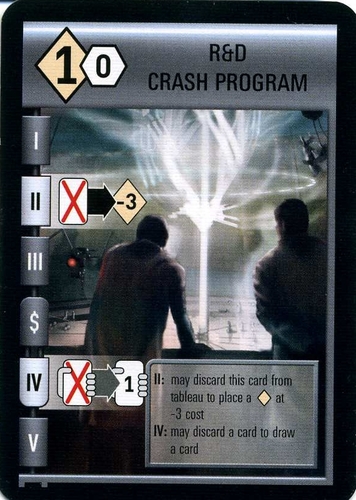 1 0
R&D
CRASH PROGRAM
I
II
-3
III
$
IV
1
V
II: may discard this card from
tableau to place a at
-3 cost
IV: may discard a card to draw
a card